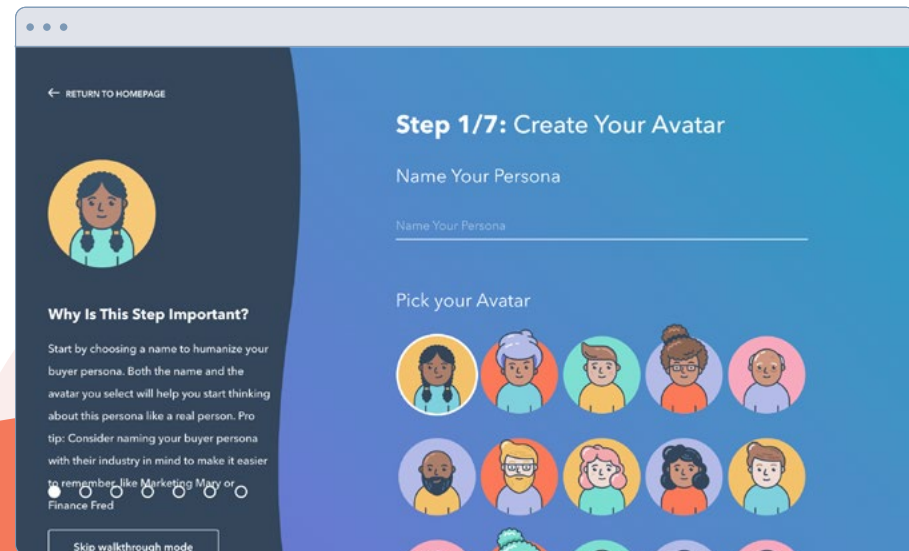 ← RETURN TO HOMEPAGE
Why Is This Step Important?
Start by choosing a name to humanize your
buyer persona. Both the name and the
avatar you select will help you start thinking
about this persona like a real person. Pro
tip: Consider naming your buyer persona
with their industry in mind to make it easier
to remember, like Marketing Mary or
Finance Fred
Skip walkthrough mode
Step 1/7: Create Your Avatar
Name Your Persona
Name Your Persona
Pick your Avatar